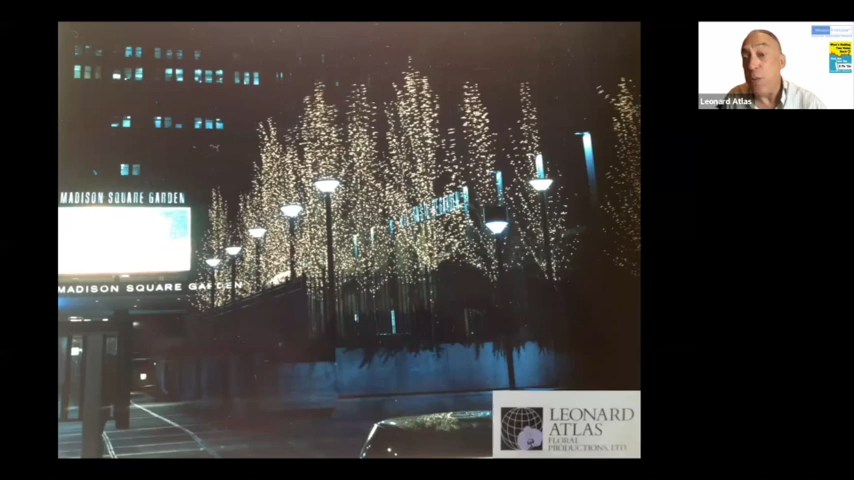 MADISON SQUARE GARDEN
MADISON SQUARE GARDEN
LEONARD
ATLAS
FLORAL
PRODUCTIONS, LTD.
Leonard Atlas